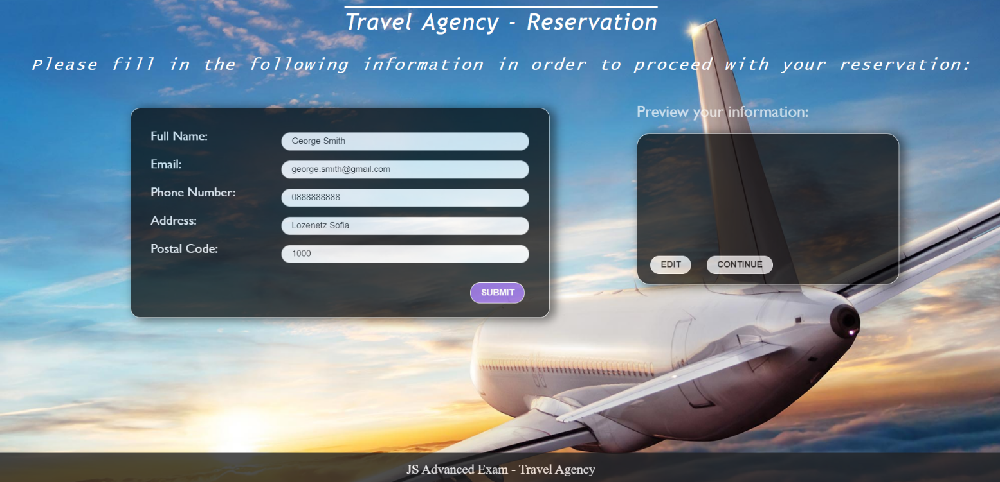 Travel Agency - Reservation
Please fill in the following information in order to proceed with your reservation:
Full Name: George Smith
Email: george.smith@gmail.com
Phone Number: 0888888888
Address: Lozenetz Sofia
Postal Code: 1000
SUBMIT
Preview your information:
EDIT CONTINUE
JS Advanced Exam - Travel Agency